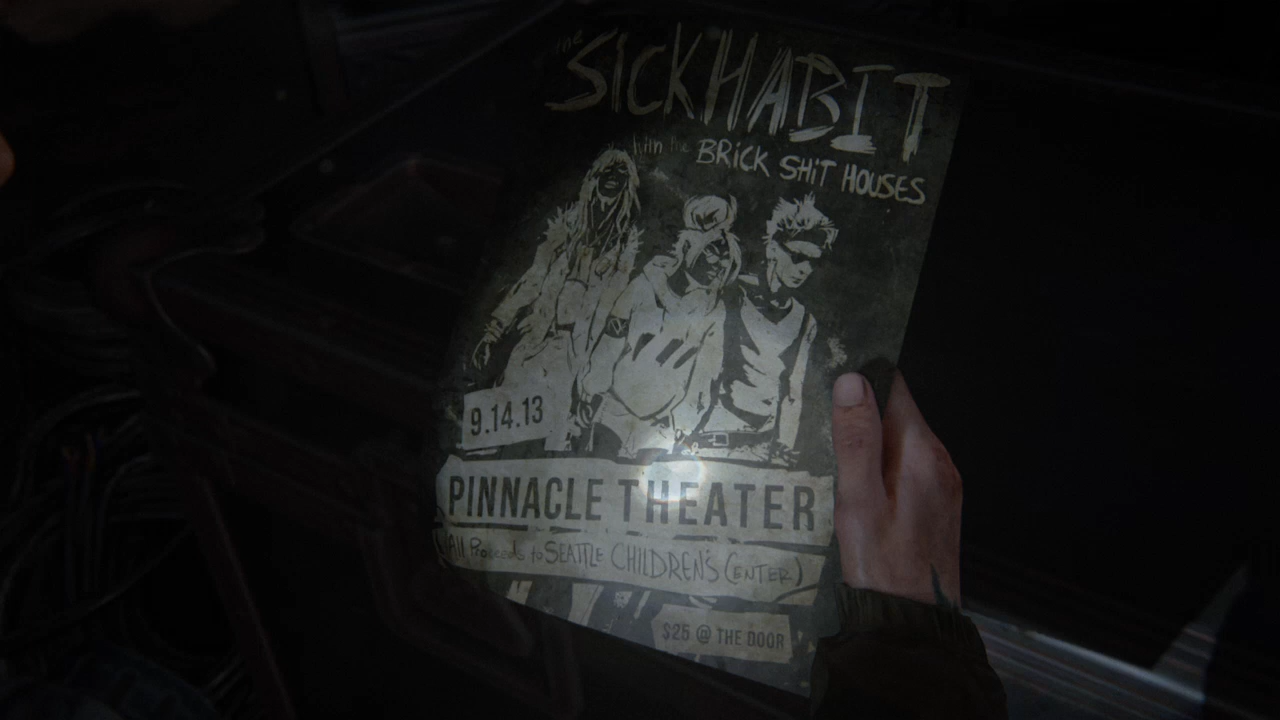 the
SICKHABIT
with the BRICK SHIT HOUSES
9.14.13
PINNACLE THEATER
(All Proceeds to SEATTLE CHILDREN'S CENTER)
$25 @ THE DOOR